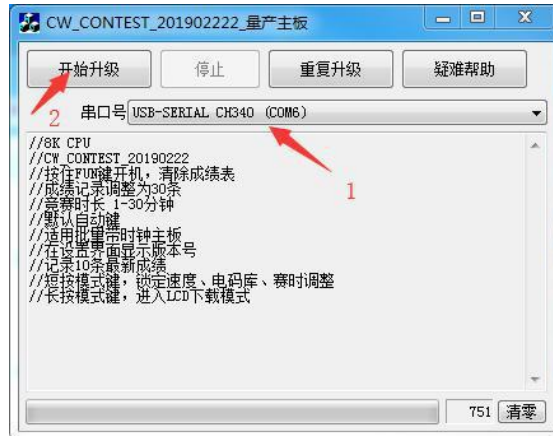 CW_CONTEST_201902222_量产主板
开始升级 停止 重复升级 疑难帮助
2 串口号 USB-SERIAL CH340 (COM6)
1
//8K CPU
//CW_CONTEST_20190222
//按住FUN键开机，清除成绩表
//成绩记录调整为30条
//竞赛时长 1-30分钟
//默认自动键
//适用批量带时钟主板
//在设置界面显示版本号
//记录10条最新成绩
//短按模式键，锁定速度、电码库、赛时调整
//长按模式键，进入LCD下载模式
751 清零